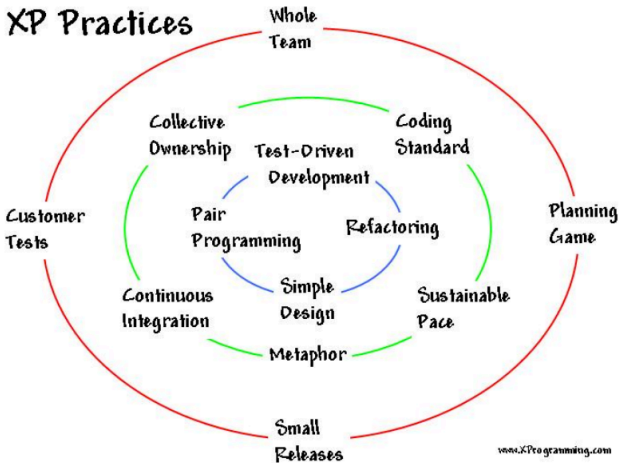 XP Practices
Whole
Team
Collective
Ownership
Coding
Standard
Test-Driven
Development
Customer
Tests
Pair
Programming
Refactoring
Planning
Game
Continuous
Integration
Simple
Design
Sustainable
Pace
Metaphor
Small
Releases
www.XProgramming.com